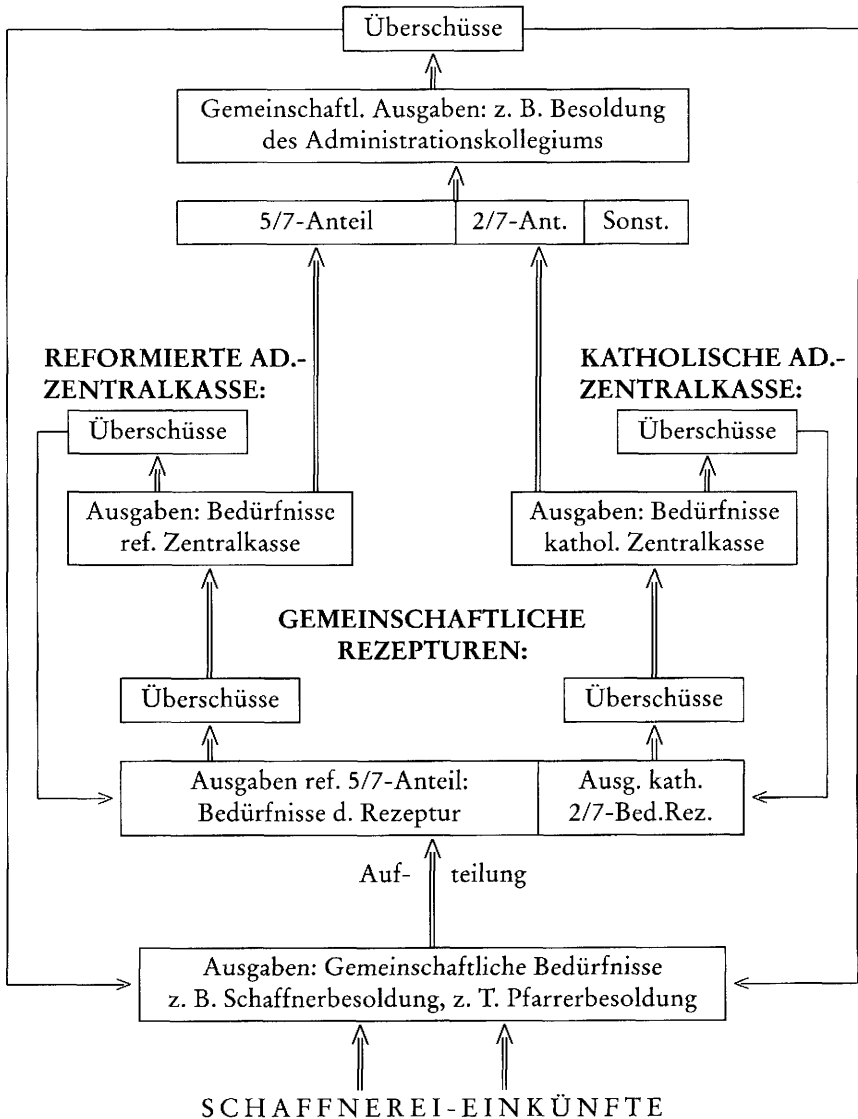 Überschüsse
Gemeinschaftl. Ausgaben: z. B. Besoldung
des Administrationskollegiums
5/7-Anteil
2/7-Ant.
Sonst.
REFORMIERTE AD.-
ZENTRALKASSE:
KATHOLISCHE AD.-
ZENTRALKASSE:
Überschüsse
Überschüsse
Ausgaben: Bedürfnisse
ref. Zentralkasse
Ausgaben: Bedürfnisse
kathol. Zentralkasse
GEMEINSCHAFTLICHE
REZEPTUREN:
Überschüsse
Überschüsse
Ausgaben ref. 5/7-Anteil:
Bedürfnisse d. Rezeptur
Ausg. kath.
2/7-Bed.Rez.
Auf- teilung
Ausgaben: Gemeinschaftliche Bedürfnisse
z. B. Schaffnerbesoldung, z. T. Pfarrerbesoldung
SCHAFFNEREI-EINKÜNFTE